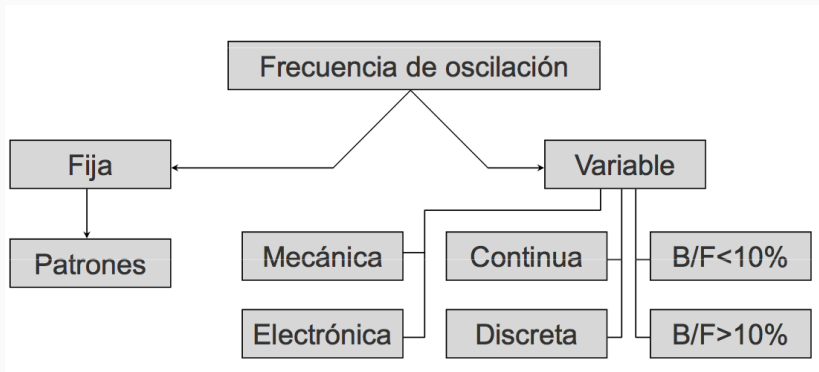 Frecuencia de oscilación
Fija
Variable
Patrones
Mecánica
Continua
B/F<10%
Electrónica
Discreta
B/F>10%